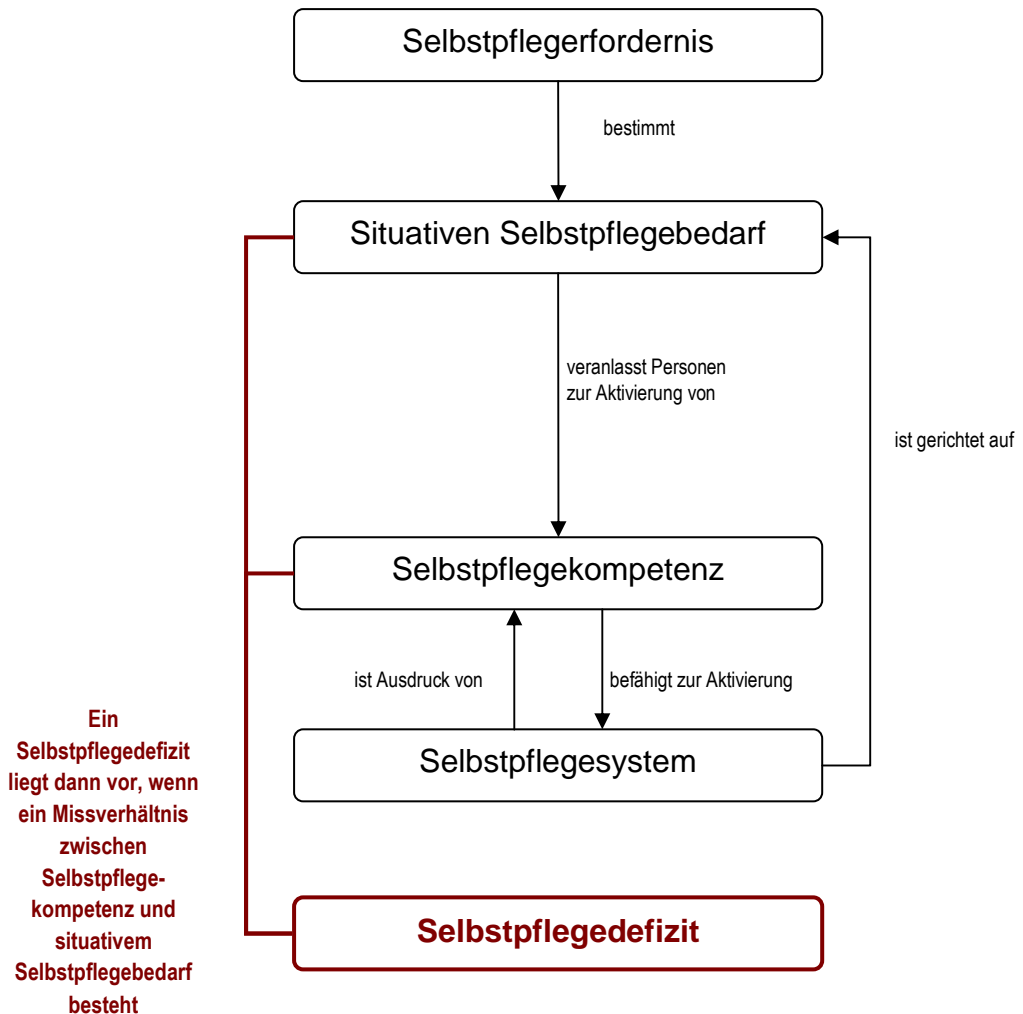 Selbstpflegerfordernis
bestimmt
Situativen Selbstpflegebedarf
veranlasst Personen
zur Aktivierung von
ist gerichtet auf
Selbstpflegekompetenz
ist Ausdruck von
befähigt zur Aktivierung
Selbstpflegesystem
Ein
Selbstpflegedefizit
liegt dann vor, wenn
ein Missverhältnis
zwischen
Selbstpflege-
kompetenz und
situativem
Selbstpflegebedarf
besteht
Selbstpflegedefizit